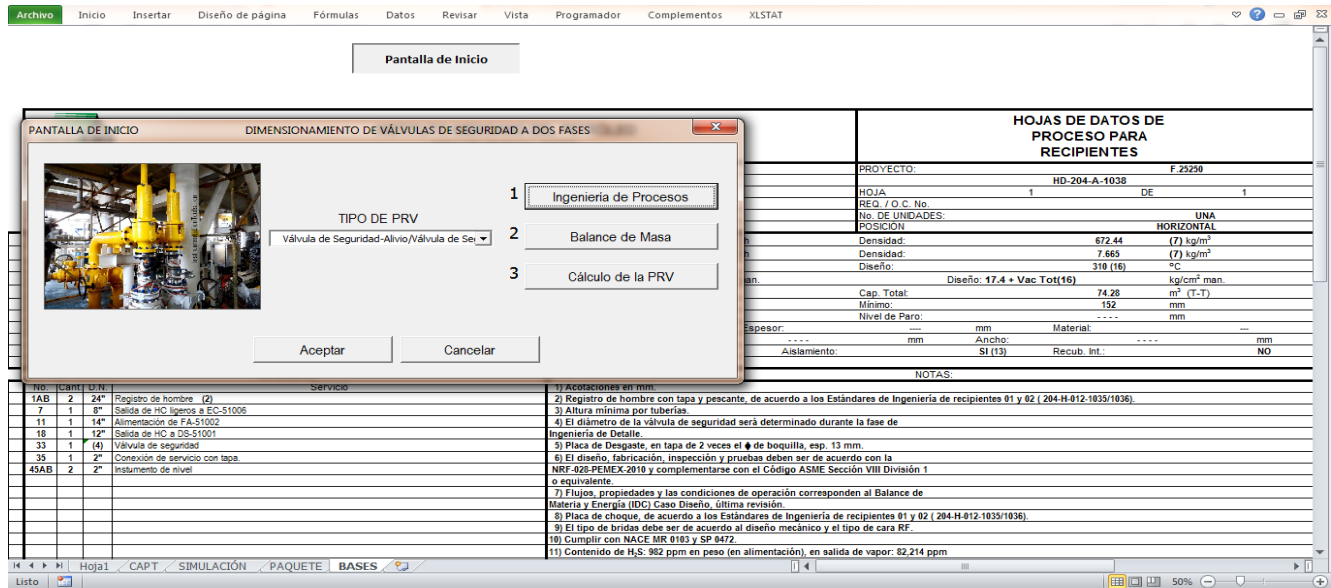 Archivo Inicio Insertar Diseño de página Fórmulas Datos Revisar Vista Programador Complementos XLSTAT
Pantalla de Inicio
HOJAS DE DATOS DE
PROCESO PARA
RECIPIENTES
PANTALLA DE INICIO DIMENSIONAMIENTO DE VÁLVULAS DE SEGURIDAD A DOS FASES
TIPO DE PRV
Válvula de Seguridad-Alivio/Válvula de Se
1 Ingeniería de Procesos
2 Balance de Masa
3 Cálculo de la PRV
Aceptar Cancelar
PROYECTO: F.25250
HD-204-A-1038
HOJA 1 DE 1
REQ. / O.C. No.
No. DE UNIDADES: UNA
POSICIÓN HORIZONTAL
Densidad: 672.44 (7) kg/m³
Densidad: 7.665 (7) kg/m³
Diseño: 310 (16) ºC
an. Diseño: 17.4 + Vac Tot(16) kg/cm² man.
Cap. Total: 74.28 m³ (T-T)
Mínimo: 152 mm
Nivel de Paro: - - - - mm
Espesor: ---- mm Material: ---
- - - - mm Ancho: - - - - mm
Aislamiento: SI (13) Recub. Int.: NO
NOTAS:
No. Cant. D.N. Servicio
1AB 2 24" Registro de hombre (2)
7 1 8" Salida de HC ligeros a EC-51006
11 1 14" Alimentación de FA-51002
18 1 12" Salida de HC a DS-51001
33 1 (4) Válvula de seguridad
35 1 2" Conexión de servicio con tapa.
45AB 2 2" Instumento de nivel
1) Acotaciones en mm.
2) Registro de hombre con tapa y pescante, de acuerdo a los Estándares de Ingeniería de recipientes 01 y 02 ( 204-H-012-1035/1036).
3) Altura mínima por tuberías.
4) El diámetro de la válvula de seguridad será determinado durante la fase de
Ingeniería de Detalle.
5) Placa de Desgaste, en tapa de 2 veces el ϕ de boquilla, esp. 13 mm.
6) El diseño, fabricación, inspección y pruebas deben ser de acuerdo con la
NRF-028-PEMEX-2010 y complementarse con el Código ASME Sección VIII División 1
o equivalente.
7) Flujos, propiedades y las condiciones de operación corresponden al Balance de
Materia y Energía (IDC) Caso Diseño, última revisión.
8) Placa de choque, de acuerdo a los Estándares de Ingeniería de recipientes 01 y 02 ( 204-H-012-1035/1036).
9) El tipo de bridas debe ser de acuerdo al diseño mecánico y el tipo de cara RF.
10) Cumplir con NACE MR 0103 y SP 0472.
11) Contenido de H₂S: 982 ppm en peso (en alimentación), en salida de vapor: 82,214 ppm
Hoja1 CAPT SIMULACIÓN PAQUETE BASES
Listo 50%